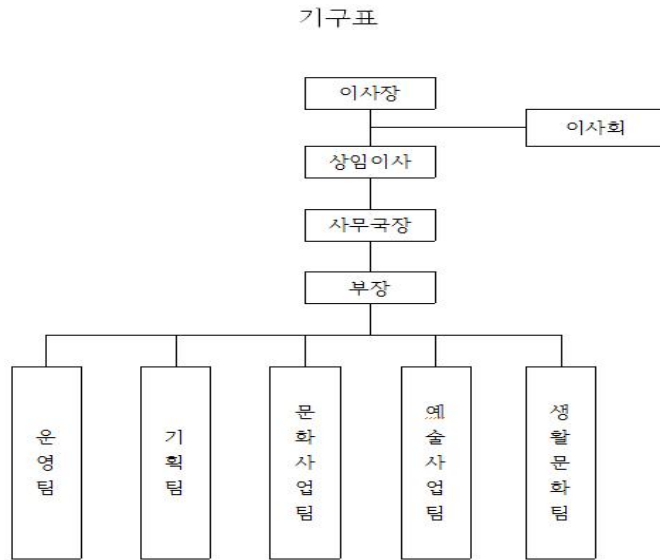 기구표
이사장
이사회
상임이사
사무국장
부장
운영팀
기획팀
문화사업팀
예술사업팀
생활문화팀